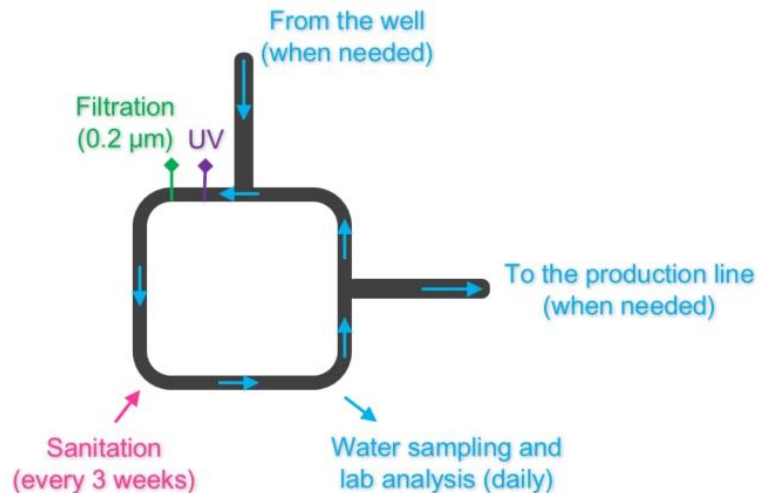 From the well
(when needed)
Filtration
(0.2 µm)
UV
To the production line
(when needed)
Sanitation
(every 3 weeks)
Water sampling and
lab analysis (daily)